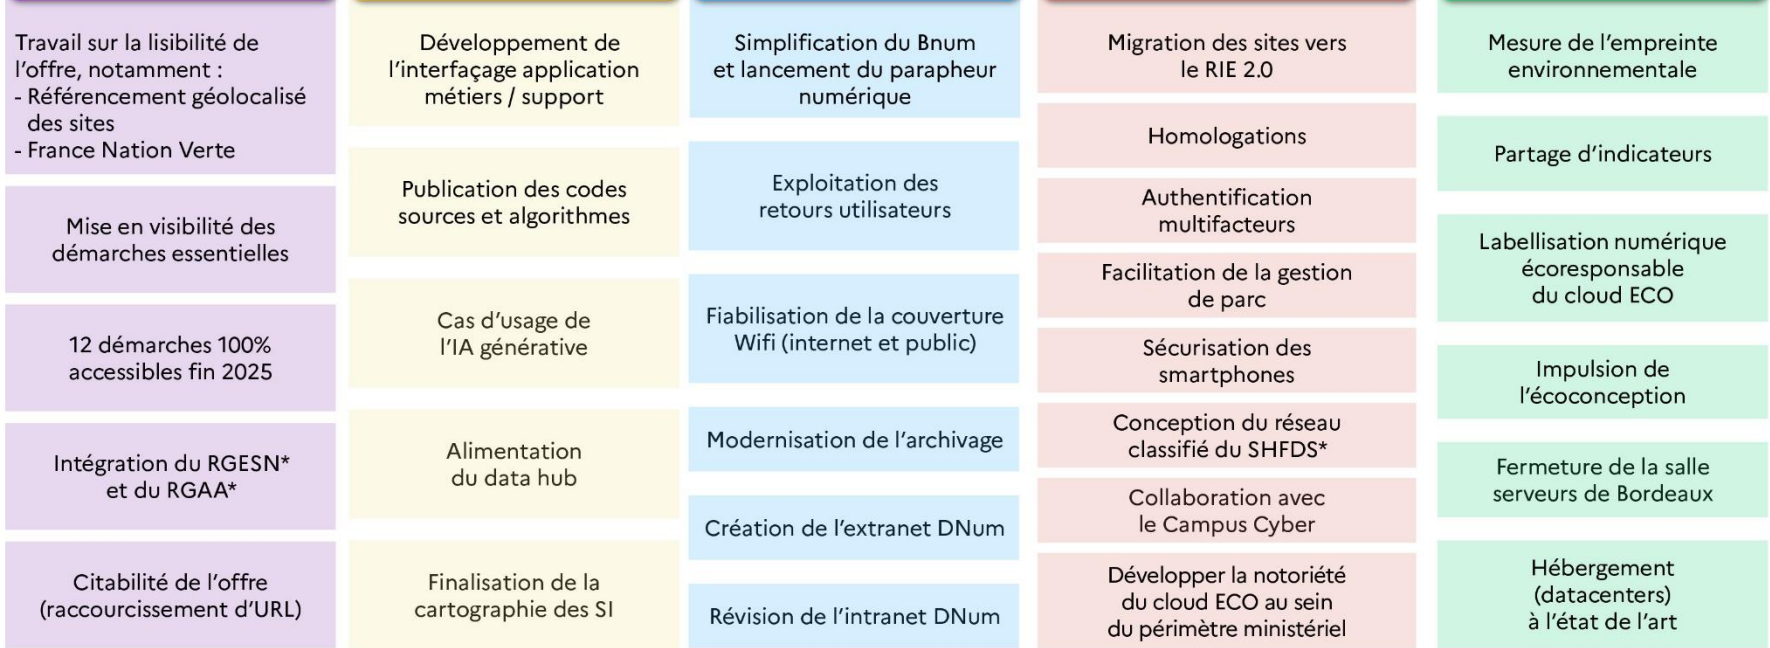 Travail sur la lisibilité de
l'offre, notamment :
- Référencement géolocalisé
des sites
- France Nation Verte
Mise en visibilité des
démarches essentielles
12 démarches 100%
accessibles fin 2025
Intégration du RGESN*
et du RGAA*
Citabilité de l'offre
(raccourcissement d'URL)
Développement de
l'interfaçage application
métiers / support
Publication des codes
sources et algorithmes
Cas d'usage de
l'IA générative
Alimentation
du data hub
Finalisation de la
cartographie des SI
Simplification du Bnum
et lancement du parapheur
numérique
Exploitation des
retours utilisateurs
Fiabilisation de la couverture
Wifi (internet et public)
Modernisation de l'archivage
Création de l'extranet DNum
Révision de l'intranet DNum
Migration des sites vers
le RIE 2.0
Homologations
Authentification
multifacteurs
Facilitation de la gestion
de parc
Sécurisation des
smartphones
Conception du réseau
classifié du SHFDS*
Collaboration avec
le Campus Cyber
Développer la notoriété
du cloud ECO au sein
du périmètre ministériel
Mesure de l'empreinte
environnementale
Partage d'indicateurs
Labellisation numérique
écoresponsable
du cloud ECO
Impulsion de
l'écoconception
Fermeture de la salle
serveurs de Bordeaux
Hébergement
(datacenters)
à l'état de l'art